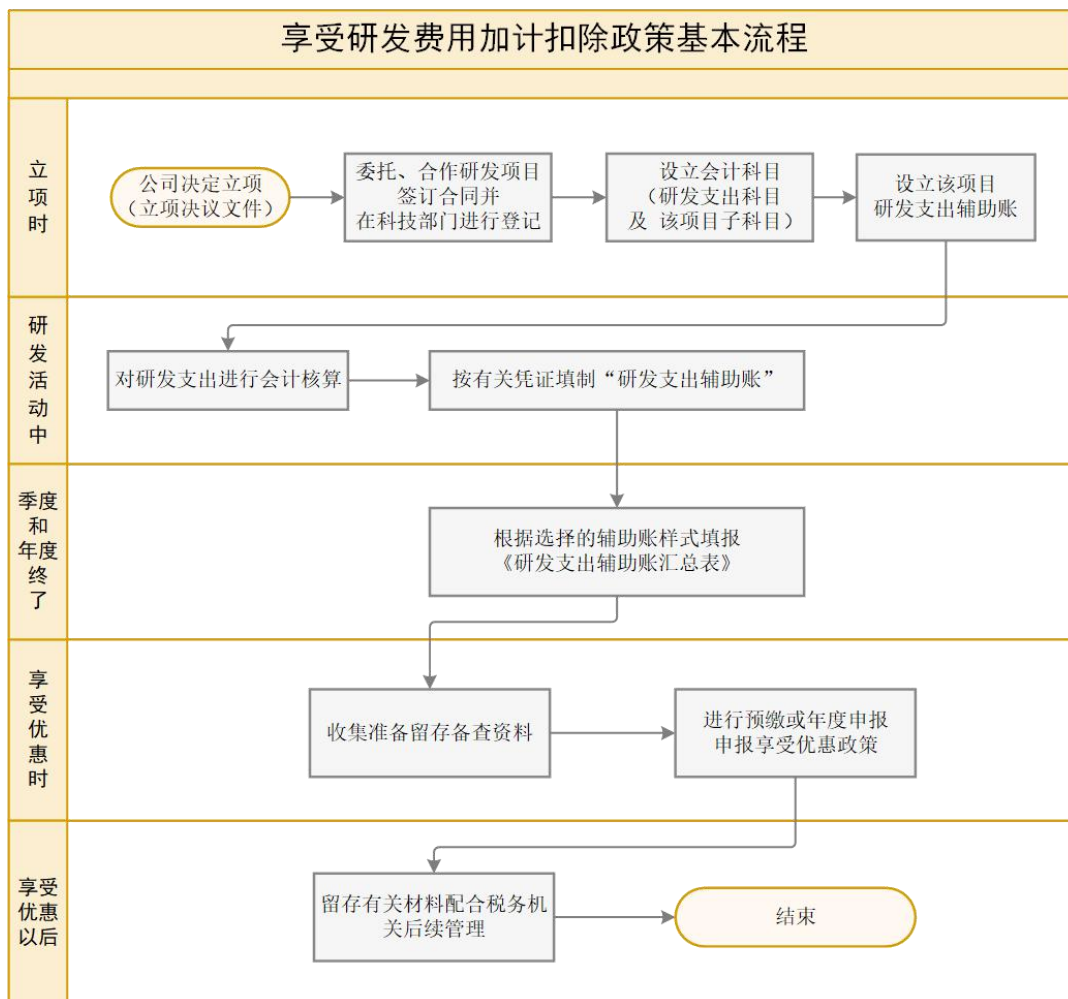 享受研发费用加计扣除政策基本流程
立
项
时
公司决定立项
（立项决议文件）
委托、合作研发项目
签订合同并
在科技部门进行登记
设立会计科目
（研发支出科目
及 该项目子科目）
设立该项目
研发支出辅助账
研
发
活
动
中
对研发支出进行会计核算
按有关凭证填制“研发支出辅助账”
季度
和
年度
终
了
根据选择的辅助账样式填报
《研发支出辅助账汇总表》
享
受
优
惠
时
收集准备留存备查资料
进行预缴或年度申报
申报享受优惠政策
享受
优惠
以后
留存有关材料配合税务机
关后续管理
结束